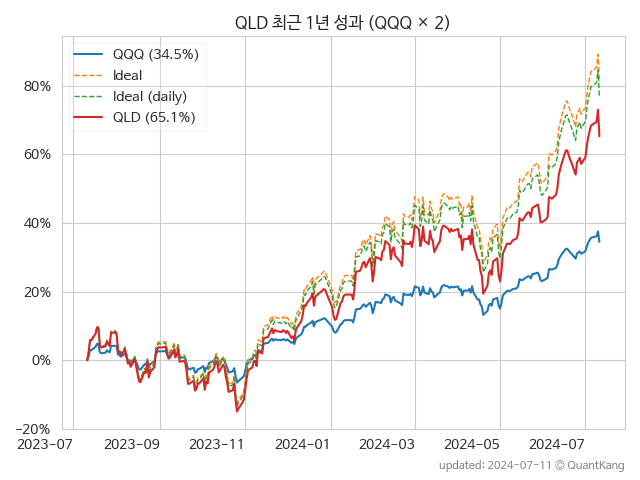 QLD 최근 1년 성과 (QQQ × 2)
QQQ (34.5%)
Ideal
Ideal (daily)
QLD (65.1%)
80%
60%
40%
20%
0%
−20%
2023-07 2023-09 2023-11 2024-01 2024-03 2024-05 2024-07
updated: 2024-07-11 © QuantKang